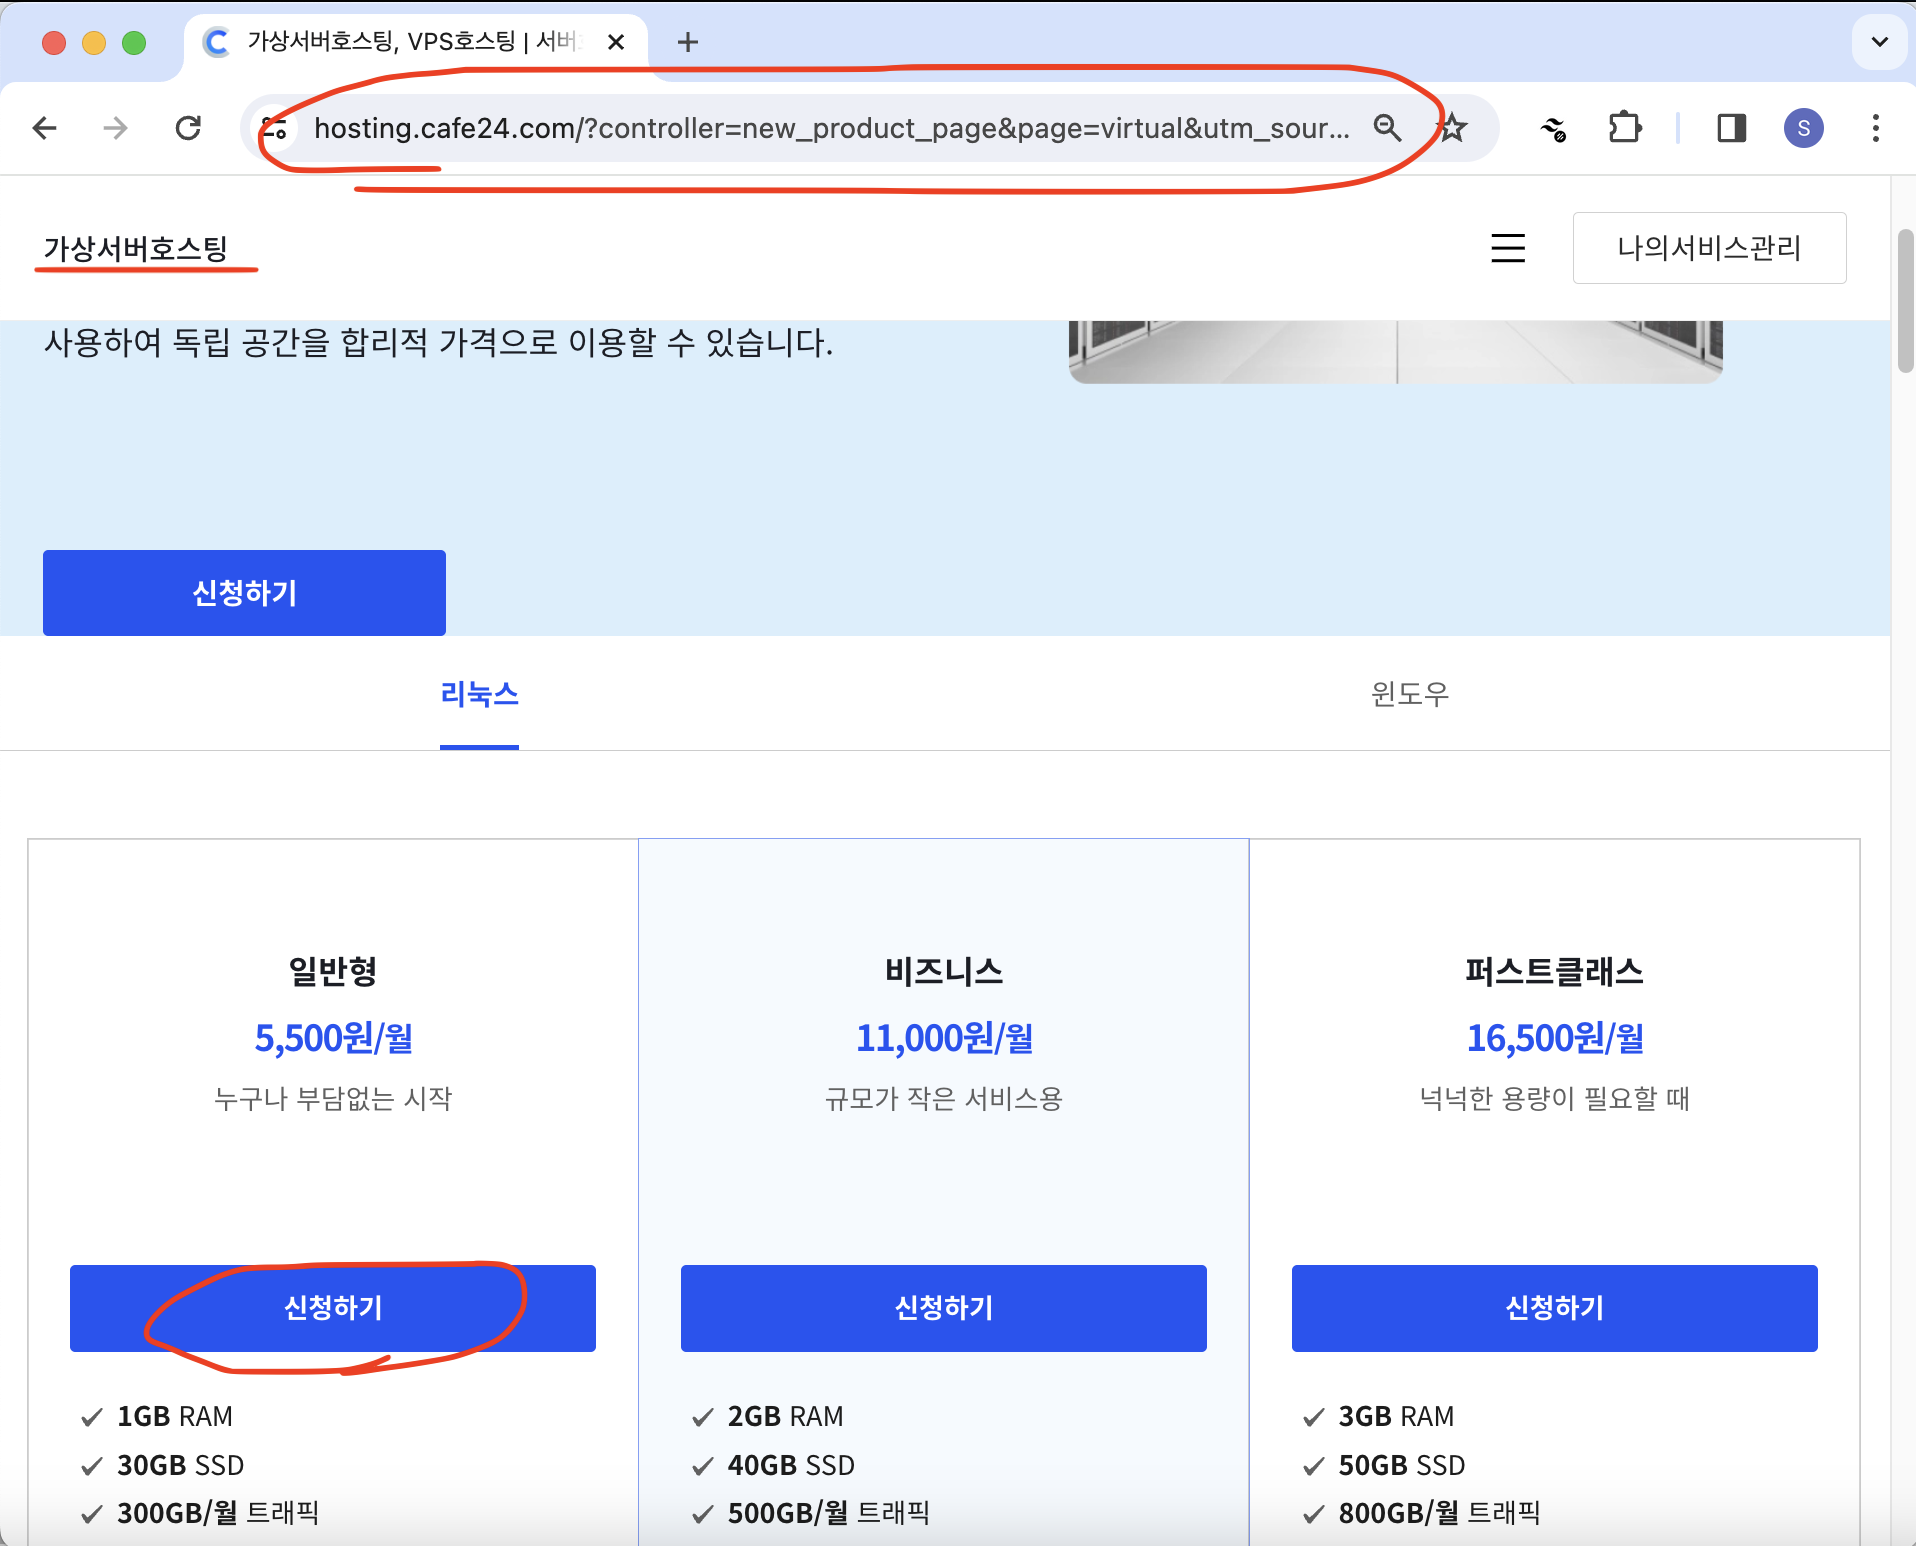 가상서버호스팅, VPS호스팅 | 서버
hosting.cafe24.com/?controller=new_product_page&page=virtual&utm_sour...
S
가상서버호스팅
나의서비스관리
사용하여 독립 공간을 합리적 가격으로 이용할 수 있습니다.
신청하기
리눅스
윈도우
일반형
5,500원/월
누구나 부담없는 시작
신청하기
1GB RAM
30GB SSD
300GB/월 트래픽
비즈니스
11,000원/월
규모가 작은 서비스용
신청하기
2GB RAM
40GB SSD
500GB/월 트래픽
퍼스트클래스
16,500원/월
넉넉한 용량이 필요할 때
신청하기
3GB RAM
50GB SSD
800GB/월 트래픽